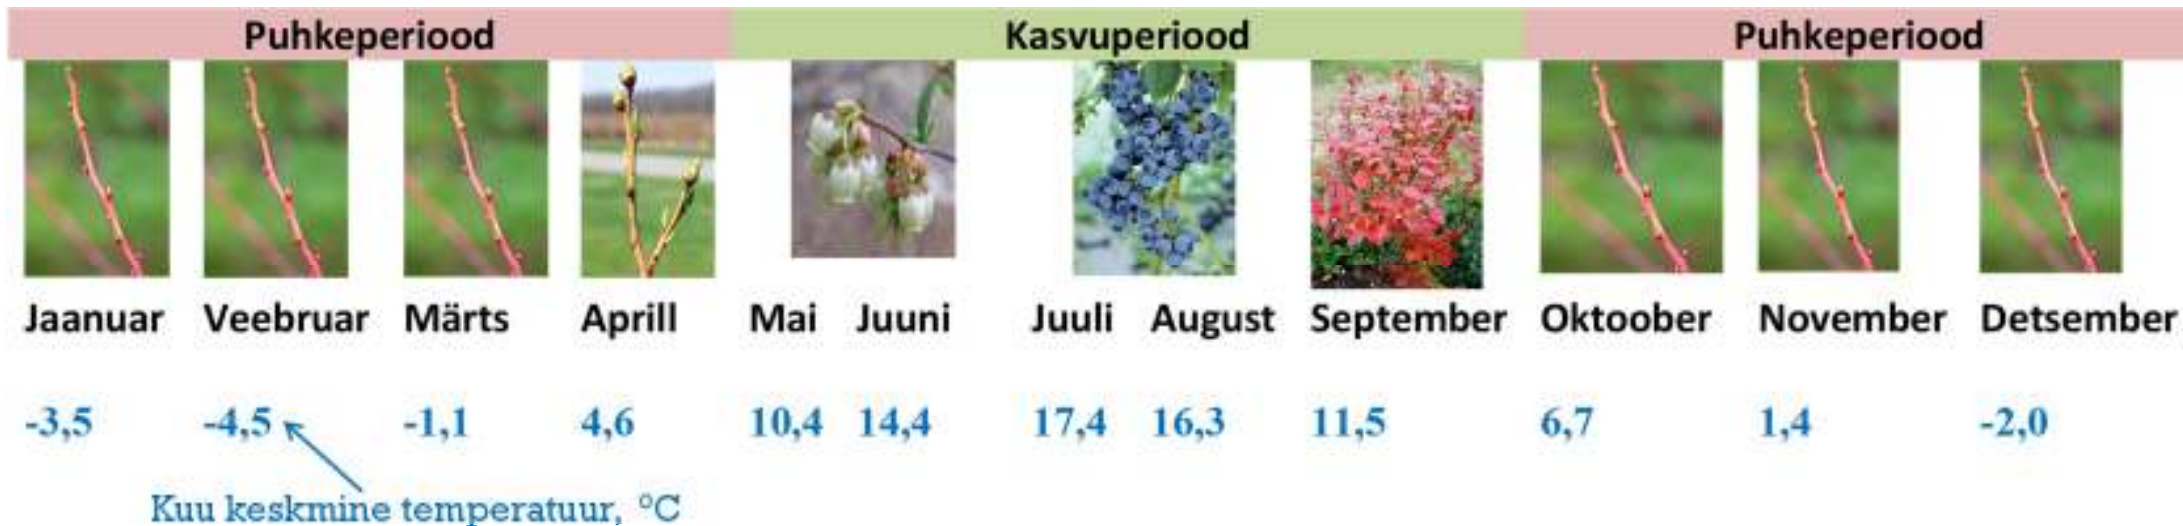 Puhkeperiood Kasvuperiood Puhkeperiood
Jaanuar Veebruar Märts Aprill Mai Juuni Juuli August September Oktoober November Detsember
-3,5 -4,5 -1,1 4,6 10,4 14,4 17,4 16,3 11,5 6,7 1,4 -2,0
Kuu keskmine temperatuur, °C